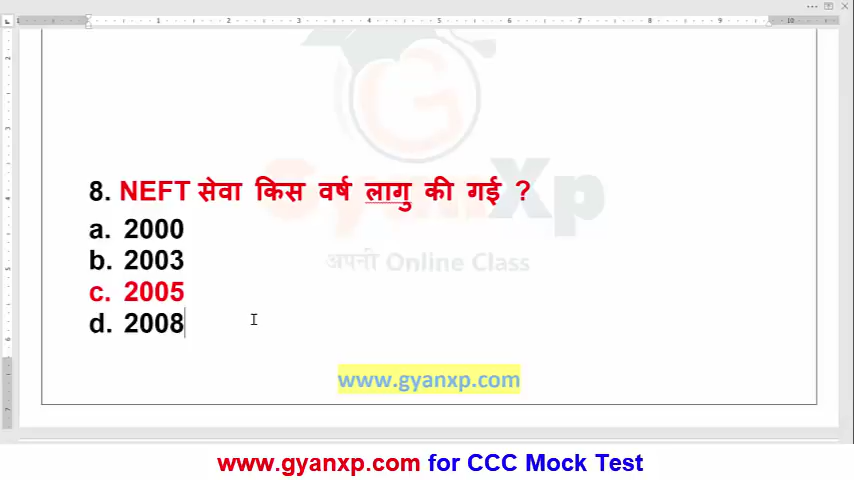 8. NEFT सेवा किस वर्ष लागु की गई ?
a. 2000
b. 2003
c. 2005
d. 2008
GyanXp
अपनी Online Class
www.gyanxp.com
www.gyanxp.com for CCC Mock Test